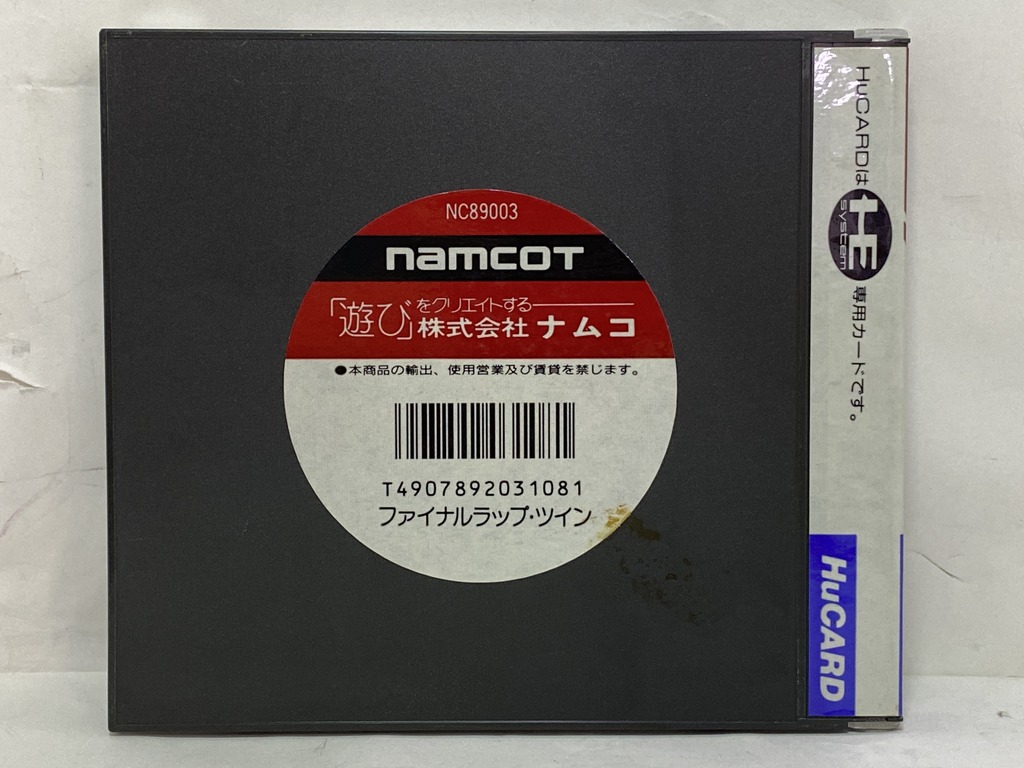 NC89003
namcot
「遊び」をクリエイトする
株式会社ナムコ
●本商品の輸出、使用営業及び賃貸を禁じます。
T4907892031081
ファイナルラップ・ツイン
HuCARDは HE SYSTEM 専用カードです。
HuCARD